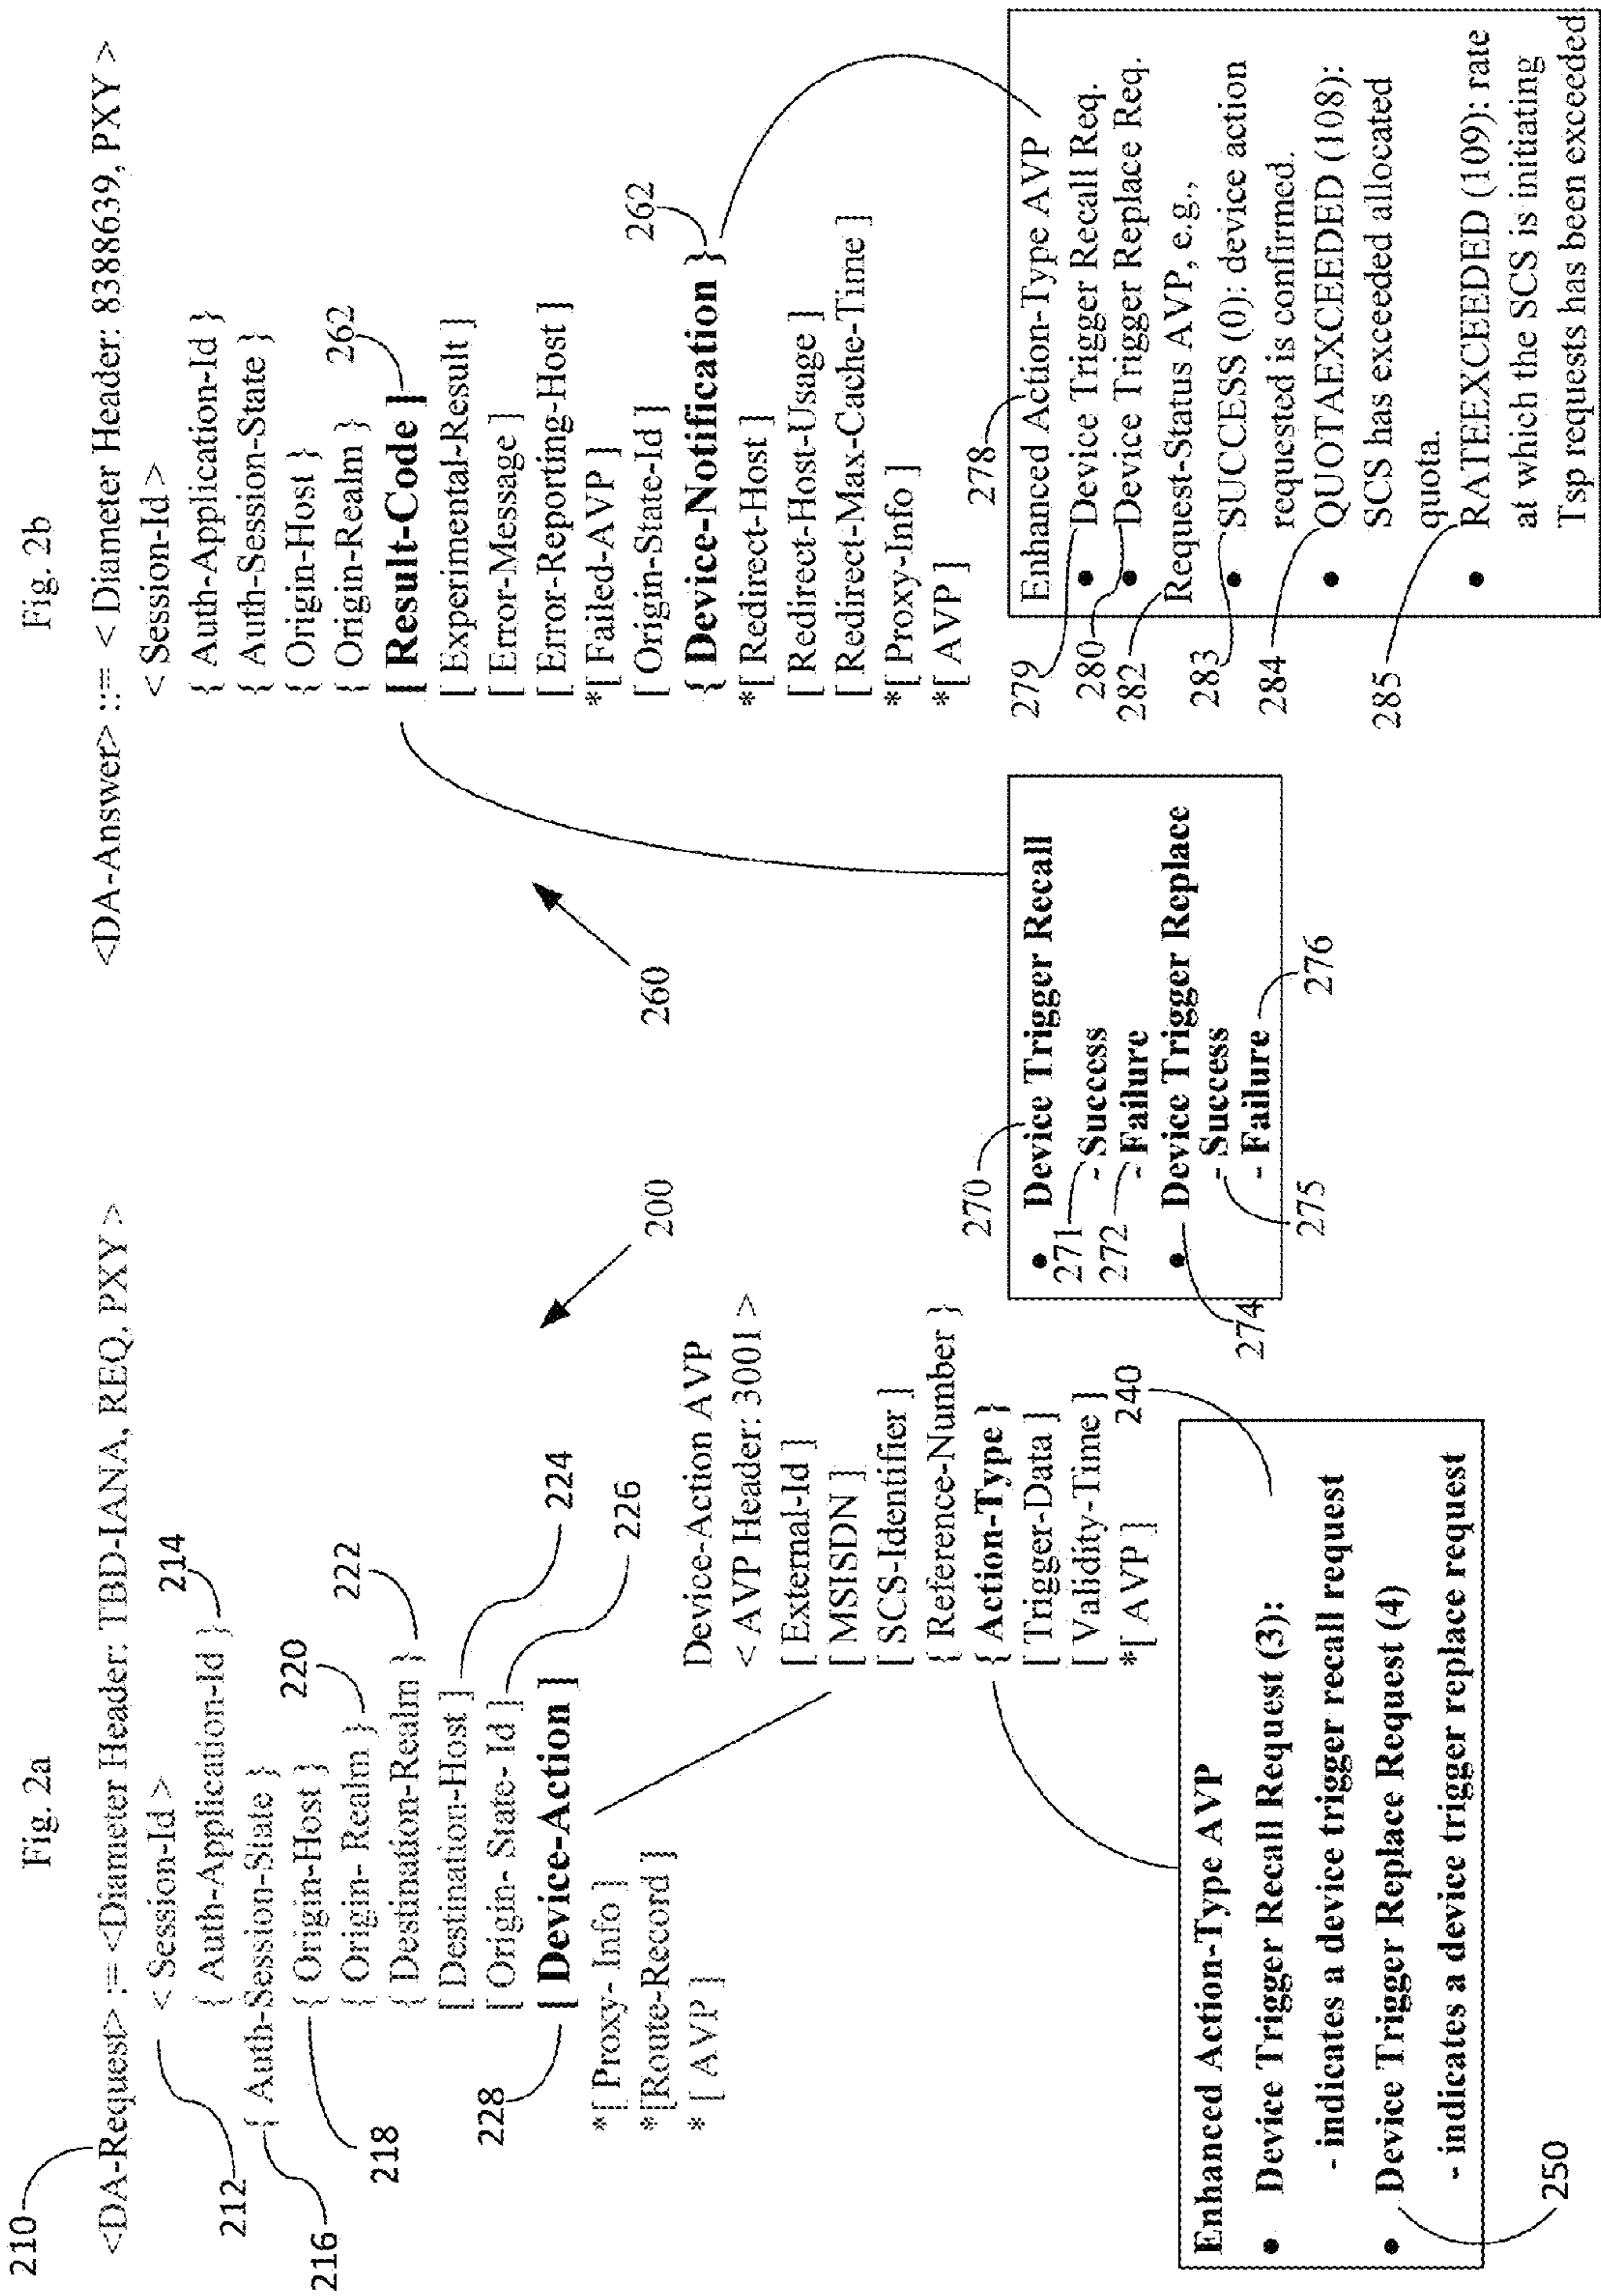 Fig. 2a
210
<DA-Request> := <Diameter Header: TBD-IANA, REQ, PXY >
< Session-Id >
212
{ Auth-Application-Id }
214
{ Auth-Session-State }
216
{ Origin-Host }
218
{ Origin- Realm }
220
{ Destination-Realm }
222
[ Destination-Host ]
224
[ Origin- State- Id ]
226
[ Device-Action ]
228
*[ Proxy- Info ]
*[Route-Record ]
* [ AVP ]
200
Device-Action AVP
< AVP Header: 3001 >
[ External-Id ]
[ MSISDN ]
[ SCS-Identifier ]
{ Reference-Number }
{ Action-Type }
[ Trigger-Data ]
[ Validity-Time ]
*[ AVP ]
240
Enhanced Action-Type AVP
• Device Trigger Recall Request (3):
- indicates a device trigger recall request
• Device Trigger Replace Request (4)
- indicates a device trigger replace request
250
Fig. 2b
<DA-Answer> ::= < Diameter Header: 8388639, PXY >
< Session-Id >
{ Auth-Application-Id }
{ Auth-Session-State }
{ Origin-Host }
{ Origin-Realm }
262
[ Result-Code ]
[ Experimental-Result ]
[ Error-Message ]
[ Error-Reporting-Host ]
*[ Failed-AVP ]
[ Origin-State-Id ]
262
{ Device-Notification }
*[ Redirect-Host ]
[ Redirect-Host-Usage ]
[ Redirect-Max-Cache-Time ]
*[ Proxy-Info ]
*[ AVP ]
260
270
• Device Trigger Recall
271
- Success
272
- Failure
• Device Trigger Replace
274
- Success
275
- Failure
276
278
Enhanced Action-Type AVP
279
• Device Trigger Recall Req.
280
• Device Trigger Replace Req.
282
Request-Status AVP, e.g.,
283
• SUCCESS (0): device action
requested is confirmed.
284
• QUOTAEXCEEDED (108):
SCS has exceeded allocated
quota.
285
• RATEEXCEEDED (109): rate
at which the SCS is initiating
Tsp requests has been exceeded